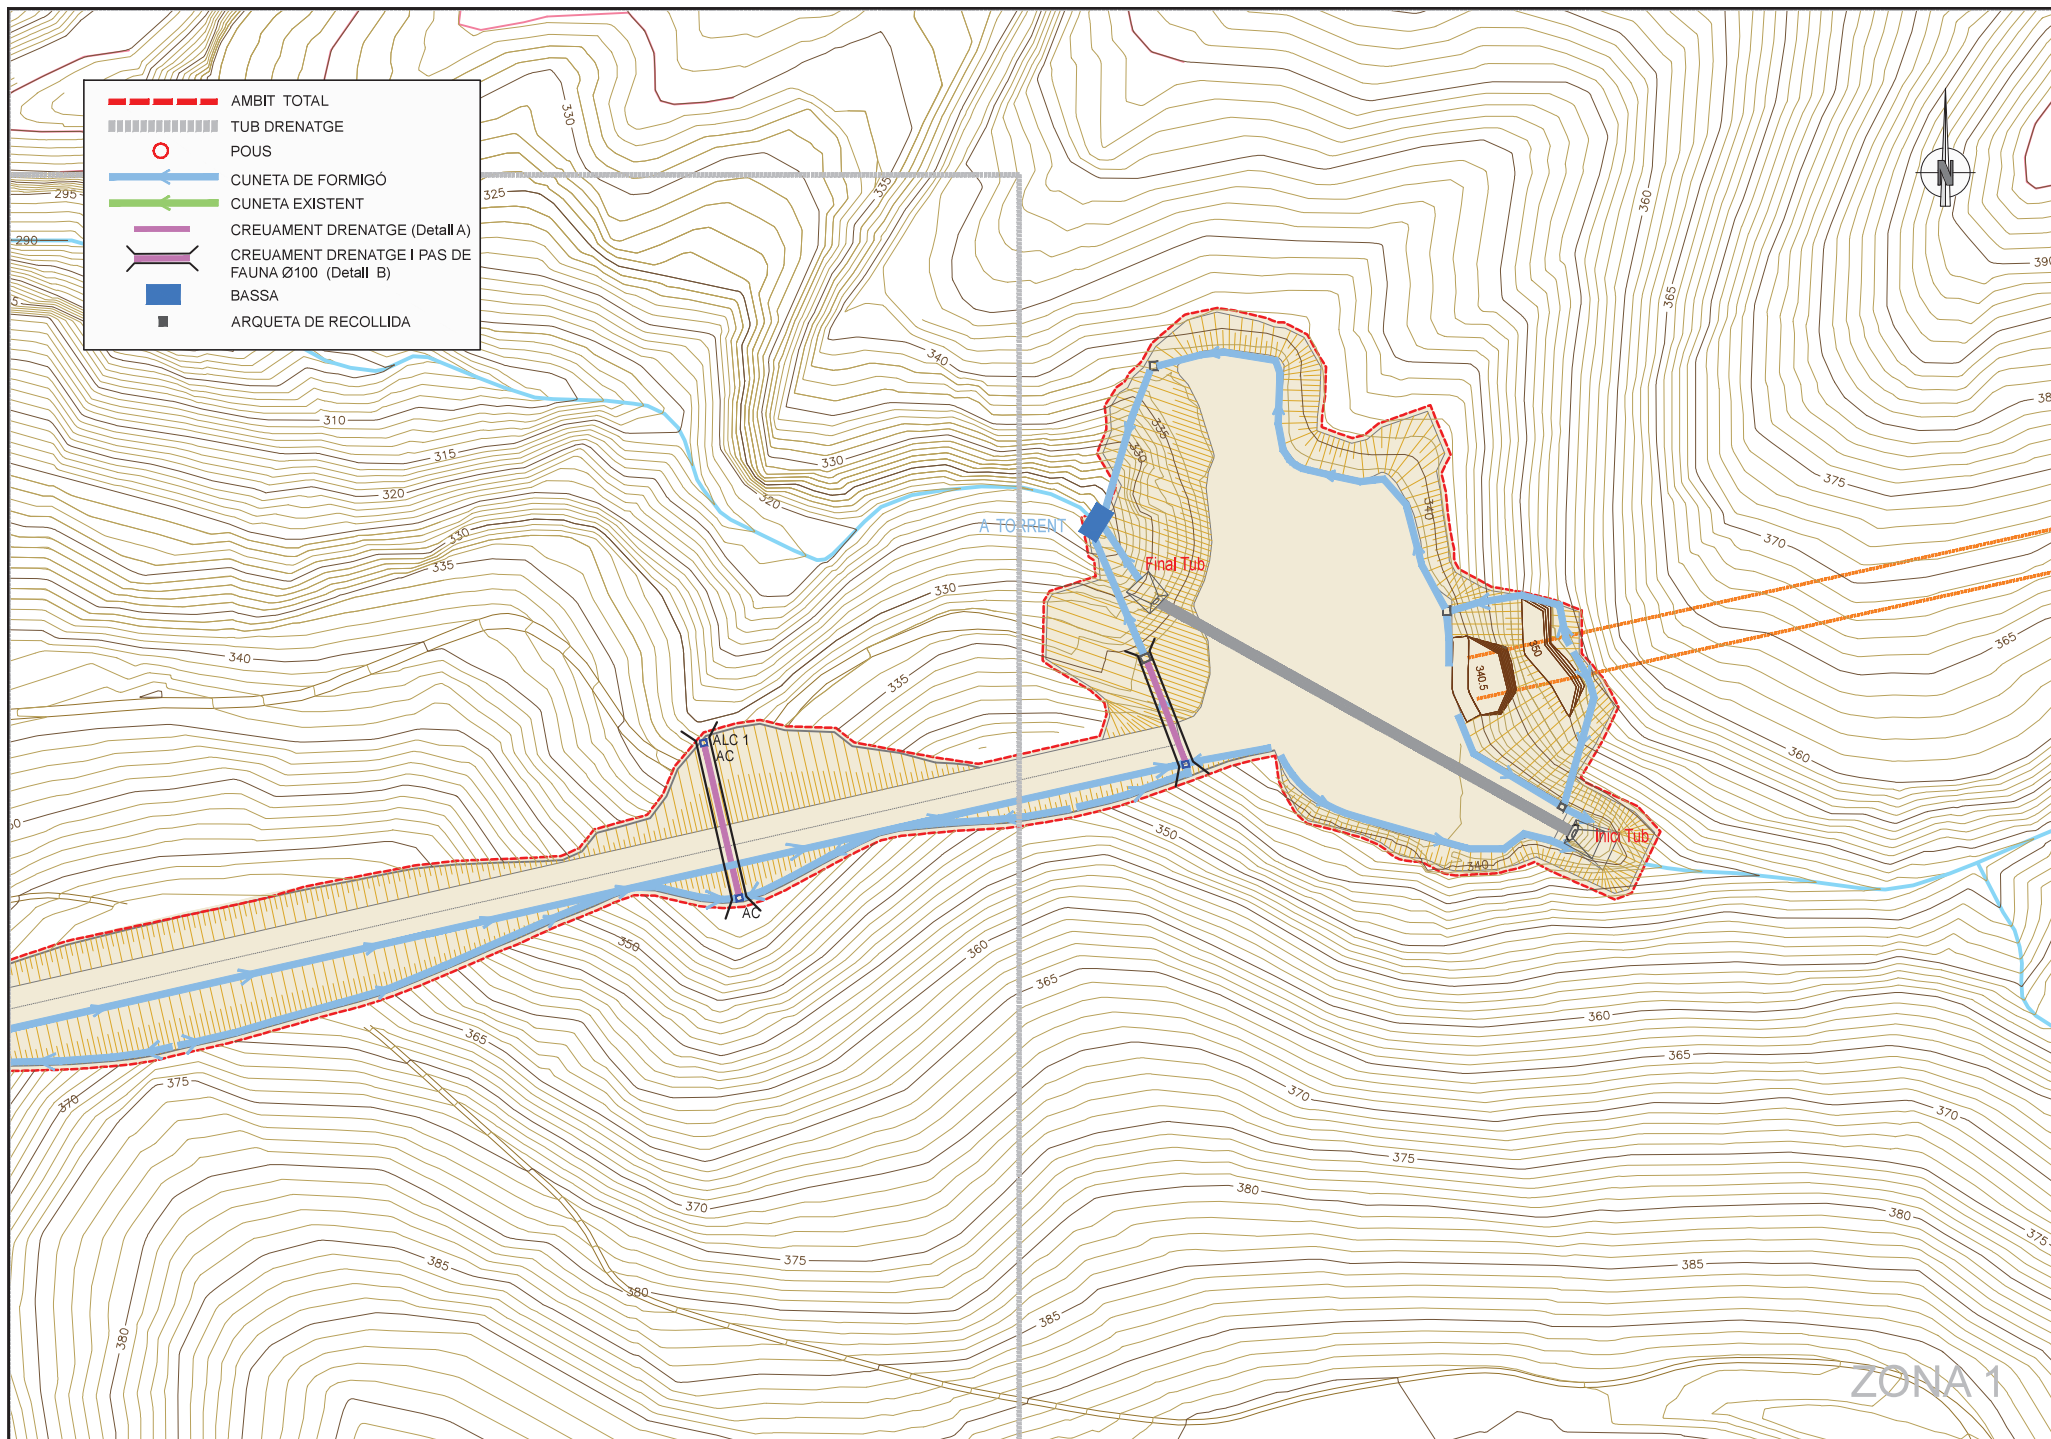 AMBIT TOTAL
TUB DRENATGE
POUS
CUNETA DE FORMIGÓ
CUNETA EXISTENT
CREUAMENT DRENATGE (Detall A)
CREUAMENT DRENATGE I PAS DE
FAUNA Ø100 (Detall B)
BASSA
ARQUETA DE RECOLLIDA
N
330
325
335
295
290
340
310
315
320
330
330
335
320
340
330
335
360
365
390
375
370
365
360
335
330
340
A TORRENT
Final Tub
350
340.5
ALC 1
AC
AC
Inici Tub
340
350
350
360
365
365
375
370
360
365
370
370
375
380
380
375
370
375
385
380
380
385
385
ZONA 1